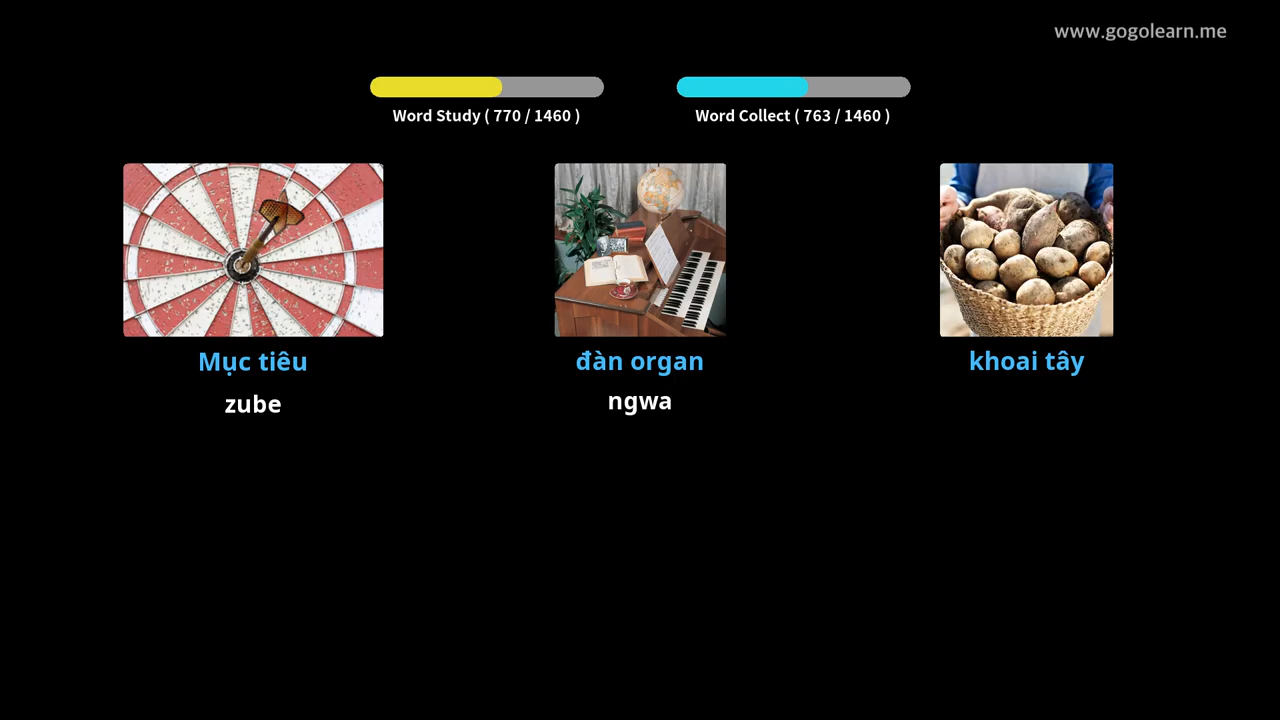 www.gogolearn.me
Word Study ( 770 / 1460 )
Word Collect ( 763 / 1460 )
Mục tiêu
zube
đàn organ
ngwa
khoai tây